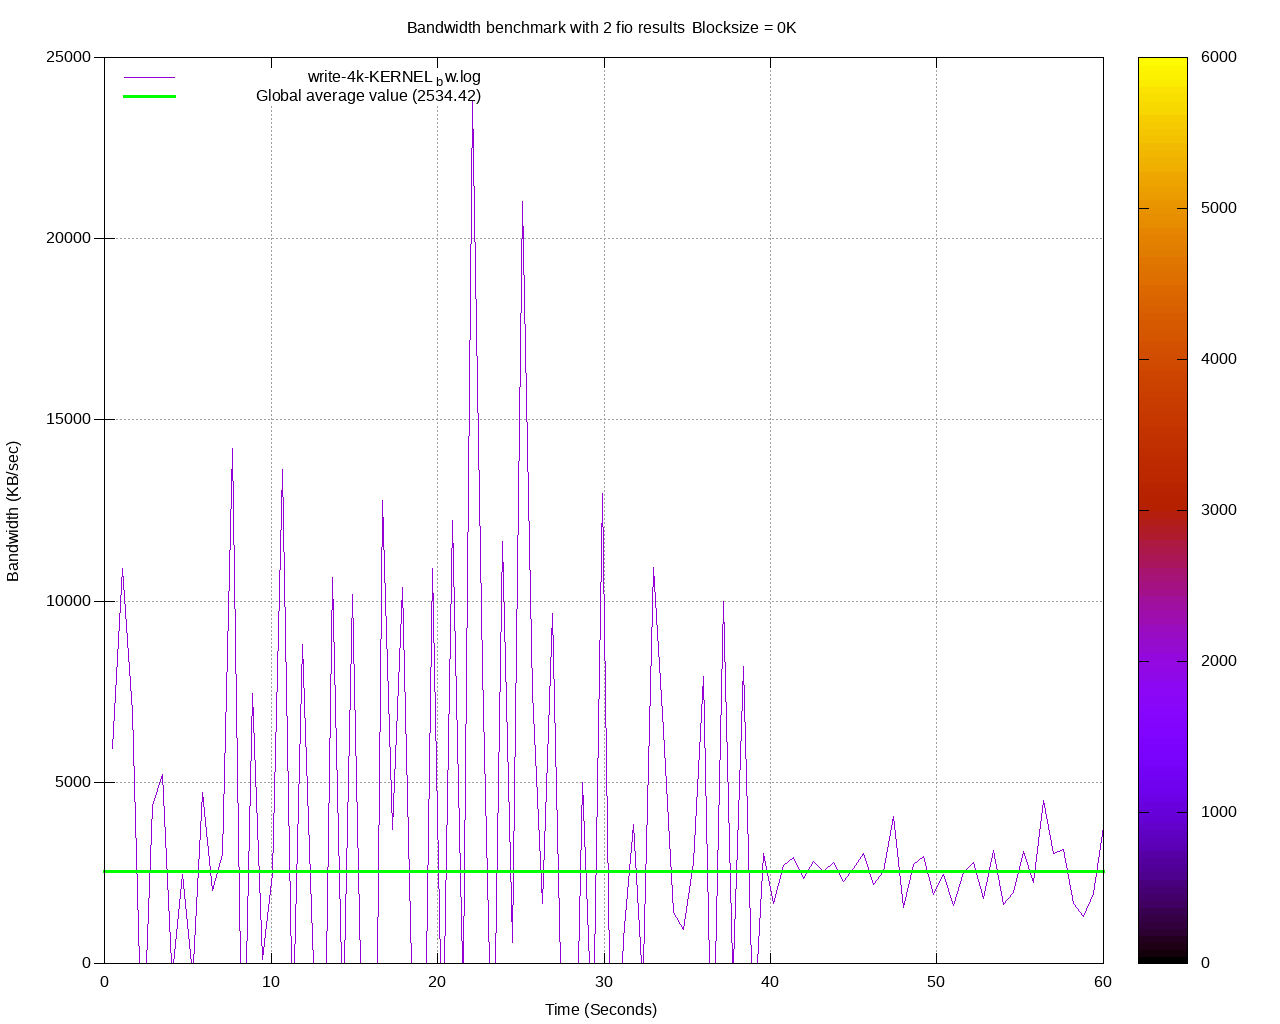 Bandwidth benchmark with 2 fio results Blocksize = 0K
write-4k-KERNEL bw.log
Global average value (2534.42)
25000
20000
15000
10000
5000
0
Bandwidth (KB/sec)
0 10 20 30 40 50 60
Time (Seconds)
6000
5000
4000
3000
2000
1000
0